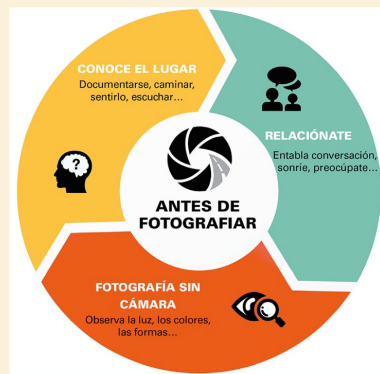 CONOCE EL LUGAR
Documentarse, caminar,
sentirlo, escuchar...
?
RELACIÓNATE
Entabla conversación,
sonríe, preocúpate...
ANTES DE
FOTOGRAFIAR
FOTOGRAFÍA SIN
CÁMARA
Observa la luz, los colores,
las formas...